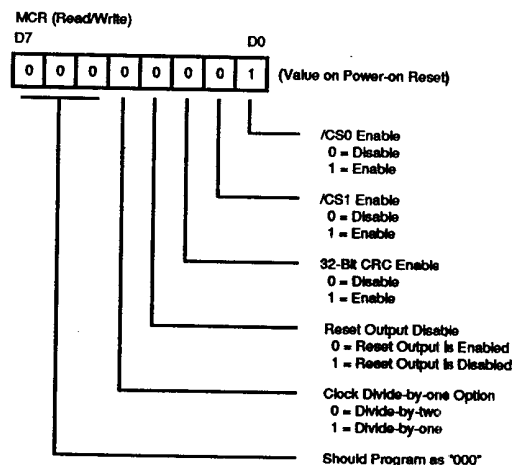 MCR (Read/Write)
D7 D0
0 0 0 0 0 0 0 1 (Value on Power-on Reset)
/CS0 Enable
0 = Disable
1 = Enable
/CS1 Enable
0 = Disable
1 = Enable
32-Bit CRC Enable
0 = Disable
1 = Enable
Reset Output Disable
0 = Reset Output Is Enabled
1 = Reset Output Is Disabled
Clock Divide-by-one Option
0 = Divide-by-two
1 = Divide-by-one
Should Program as "000"